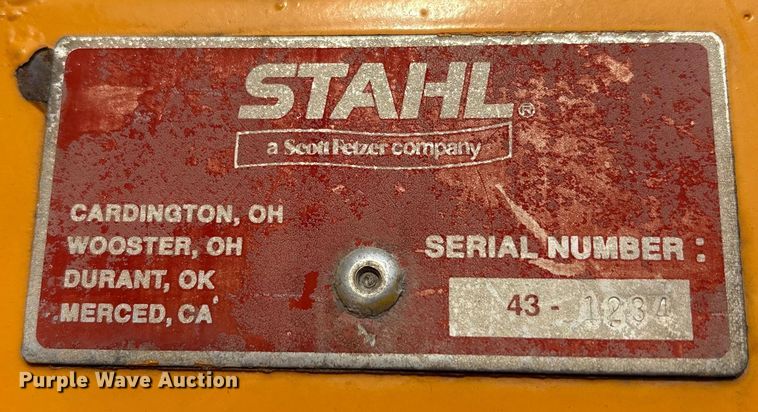 STAHL®
a Scott Fetzer company
CARDINGTON, OH
WOOSTER, OH
DURANT, OK
MERCED, CA
SERIAL NUMBER :
43 - 1234
Purple Wave Auction